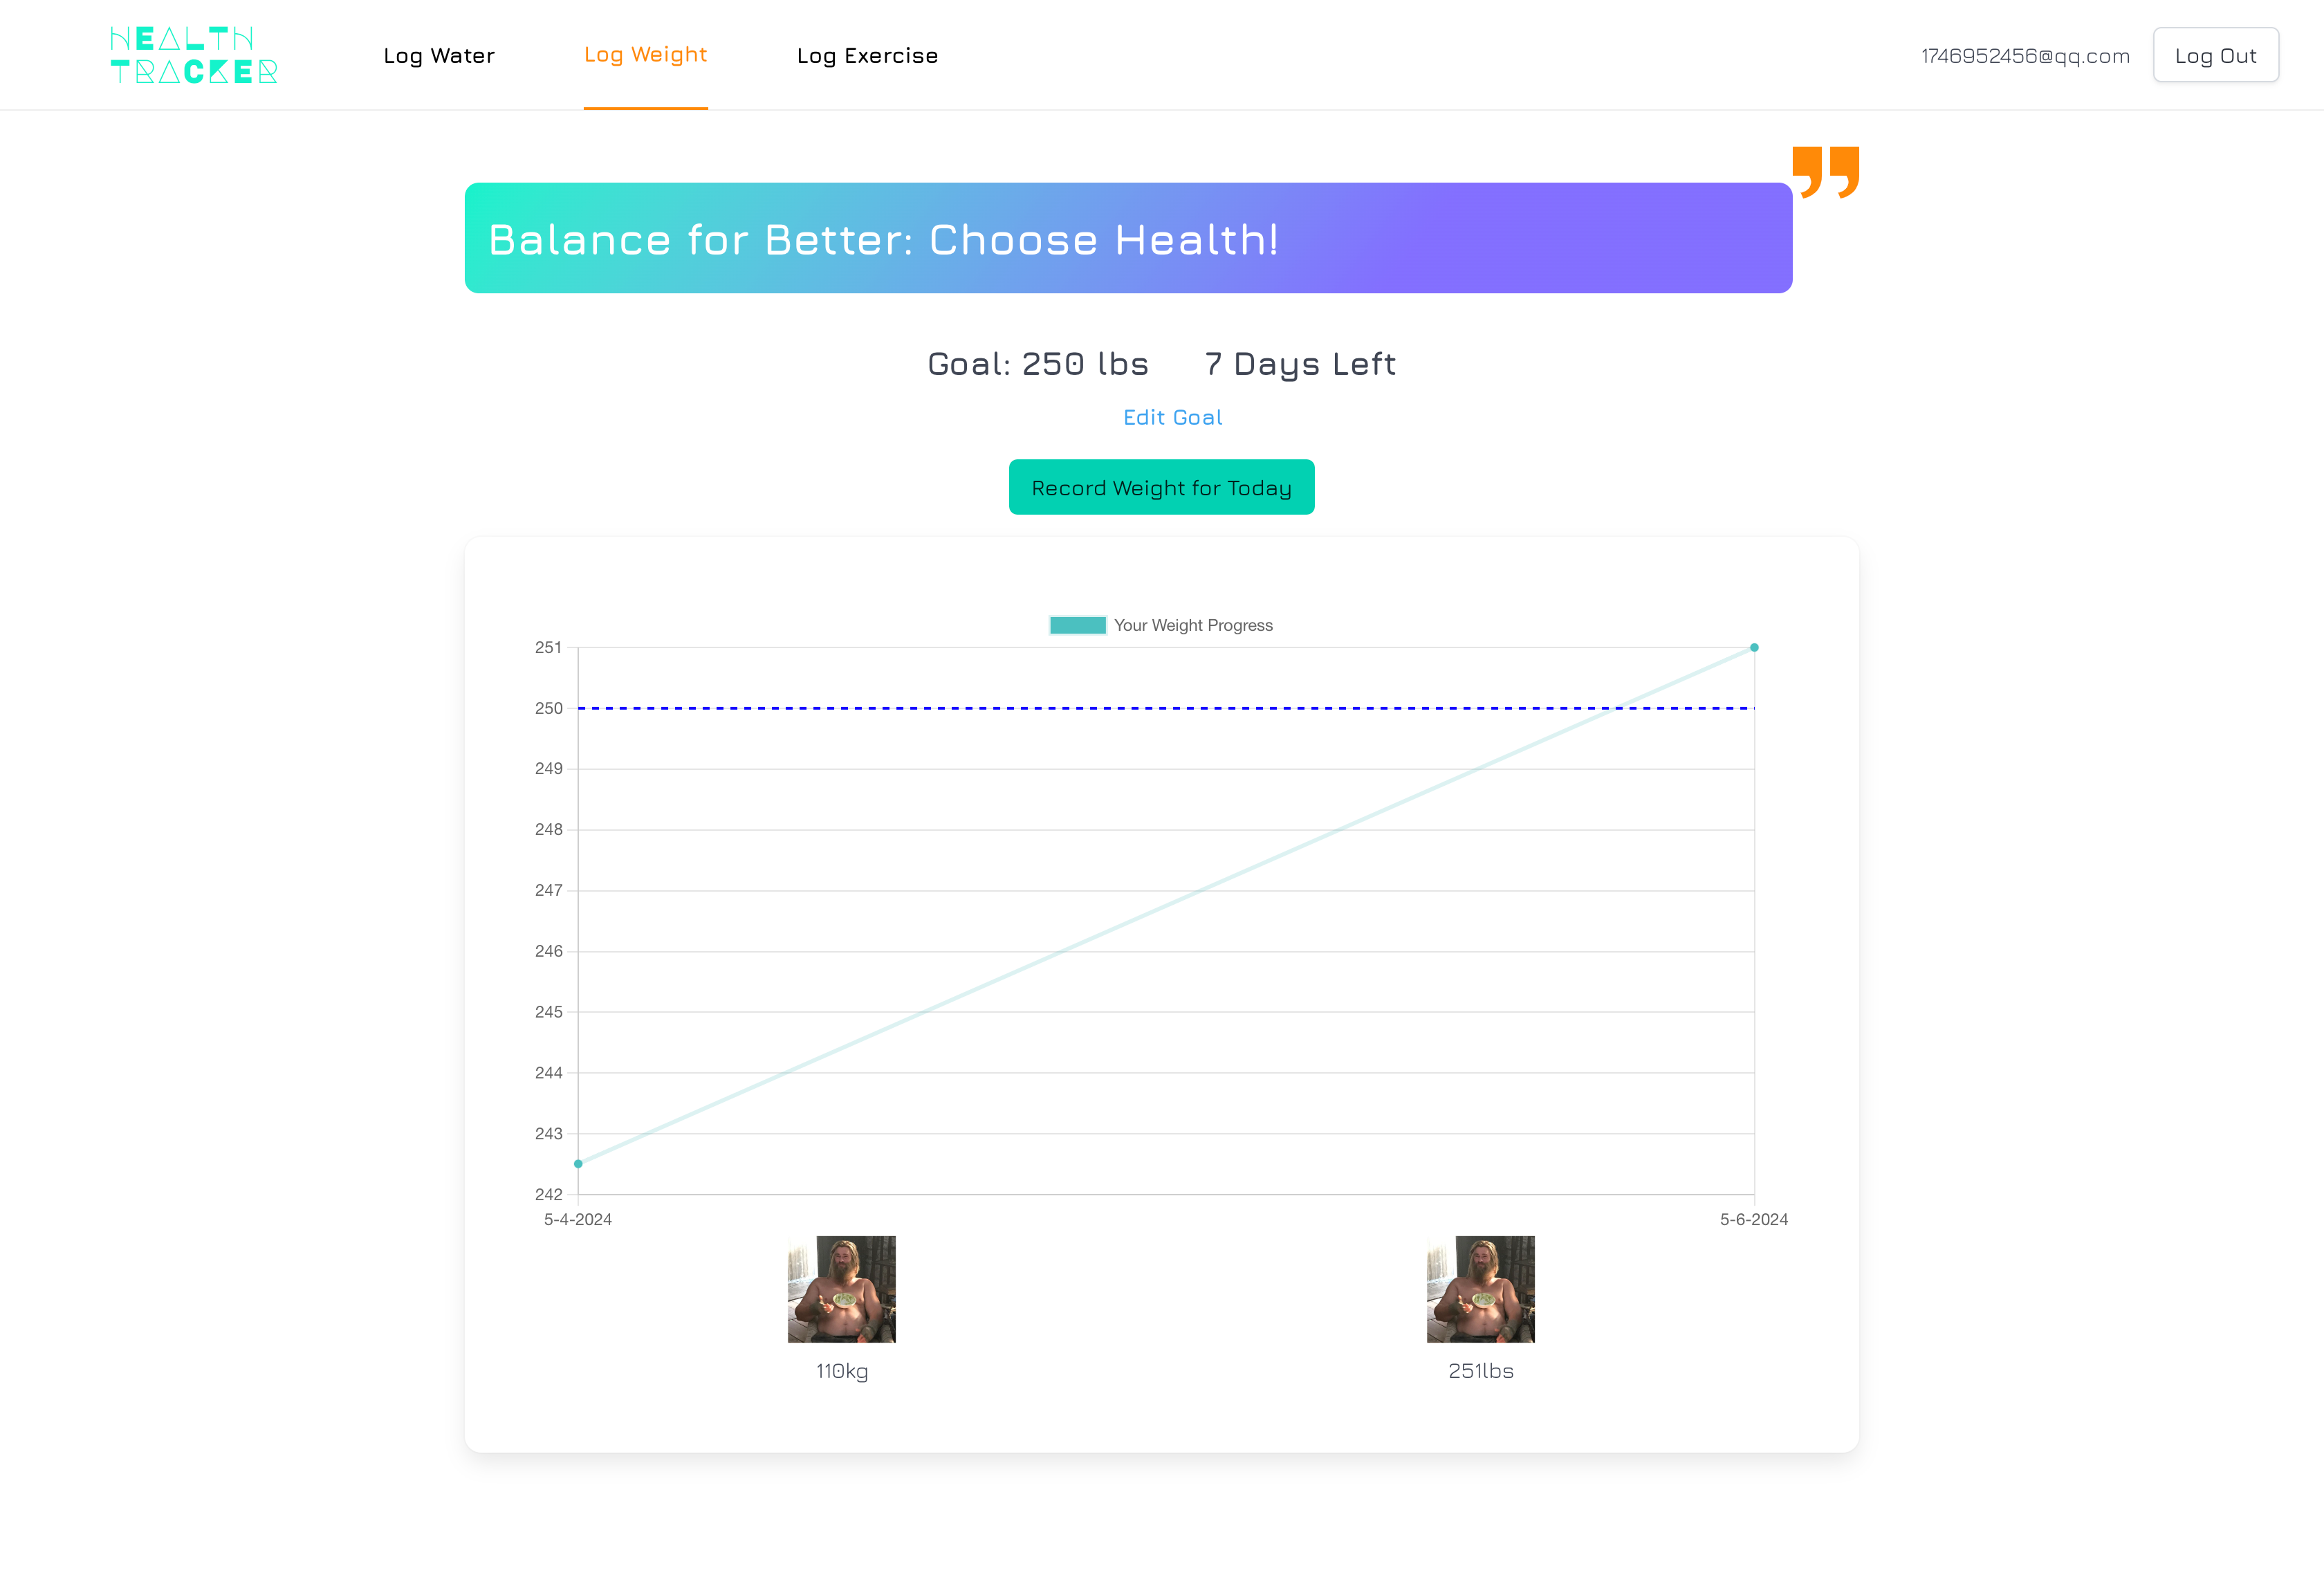 HEALTH
TRACKER
Log Water
Log Weight
Log Exercise
1746952456@qq.com
Log Out
Balance for Better: Choose Health!
Goal: 250 lbs
7 Days Left
Edit Goal
Record Weight for Today
Your Weight Progress
251
250
249
248
247
246
245
244
243
242
5-4-2024
5-6-2024
110kg
251lbs